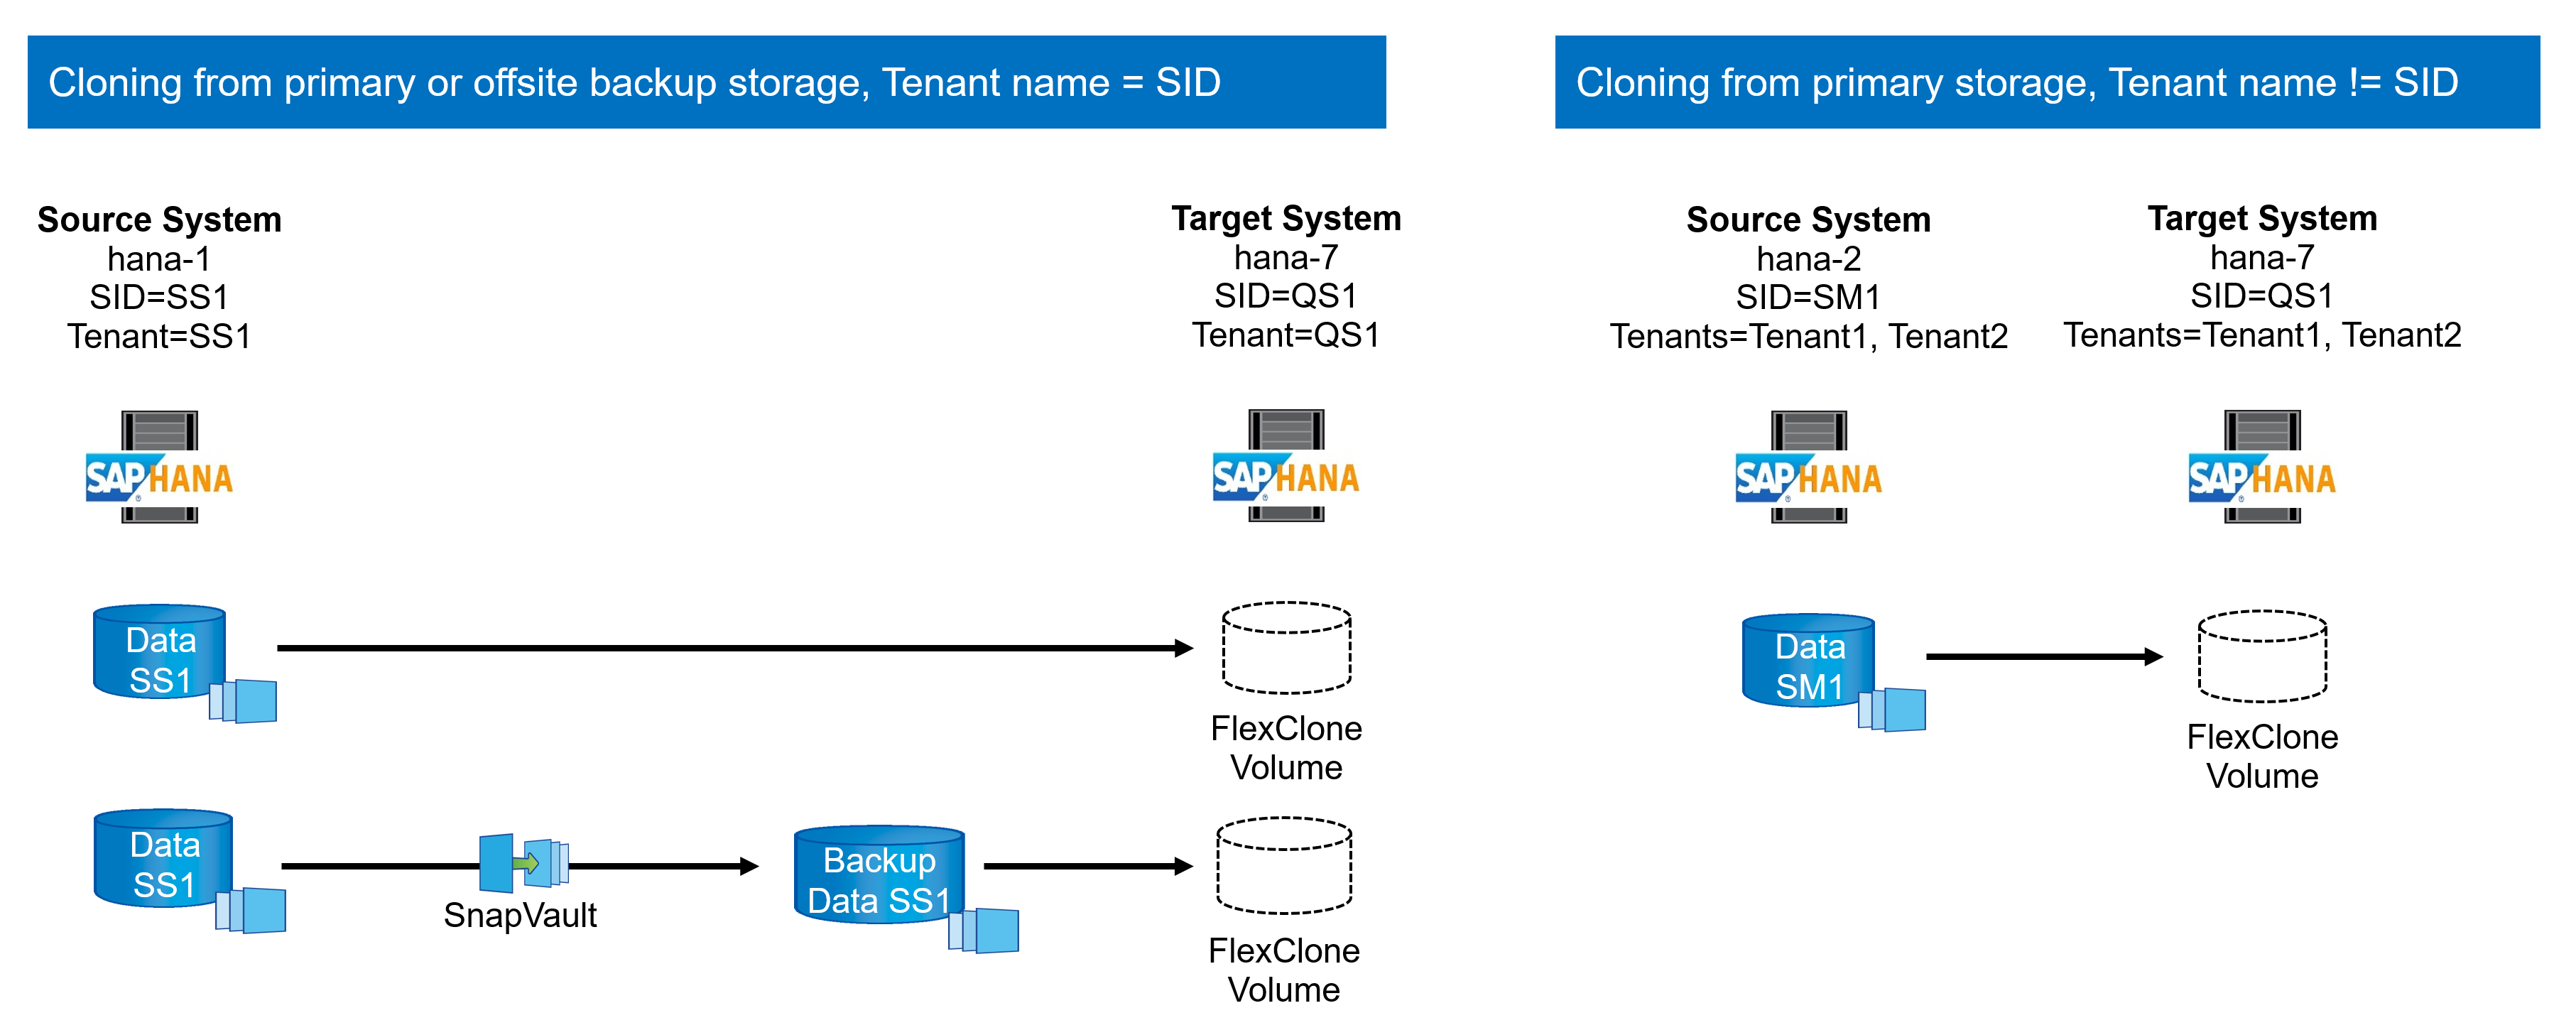 Cloning from primary or offsite backup storage, Tenant name = SID
Source System
hana-1
SID=SS1
Tenant=SS1
Target System
hana-7
SID=QS1
Tenant=QS1
SAP HANA
SAP HANA
Data
SS1
FlexClone
Volume
Data
SS1
SnapVault
Backup
Data SS1
FlexClone
Volume
Cloning from primary storage, Tenant name != SID
Source System
hana-2
SID=SM1
Tenants=Tenant1, Tenant2
Target System
hana-7
SID=QS1
Tenants=Tenant1, Tenant2
SAP HANA
SAP HANA
Data
SM1
FlexClone
Volume